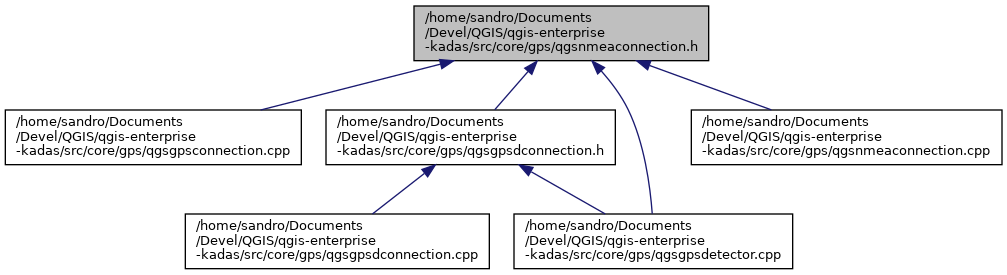 /home/sandro/Documents
/Devel/QGIS/qgis-enterprise
-kadas/src/core/gps/qgsnmeaconnection.h
/home/sandro/Documents
/Devel/QGIS/qgis-enterprise
-kadas/src/core/gps/qgsgpsconnection.cpp
/home/sandro/Documents
/Devel/QGIS/qgis-enterprise
-kadas/src/core/gps/qgsgpsdconnection.h
/home/sandro/Documents
/Devel/QGIS/qgis-enterprise
-kadas/src/core/gps/qgsnmeaconnection.cpp
/home/sandro/Documents
/Devel/QGIS/qgis-enterprise
-kadas/src/core/gps/qgsgpsdconnection.cpp
/home/sandro/Documents
/Devel/QGIS/qgis-enterprise
-kadas/src/core/gps/qgsgpsdetector.cpp